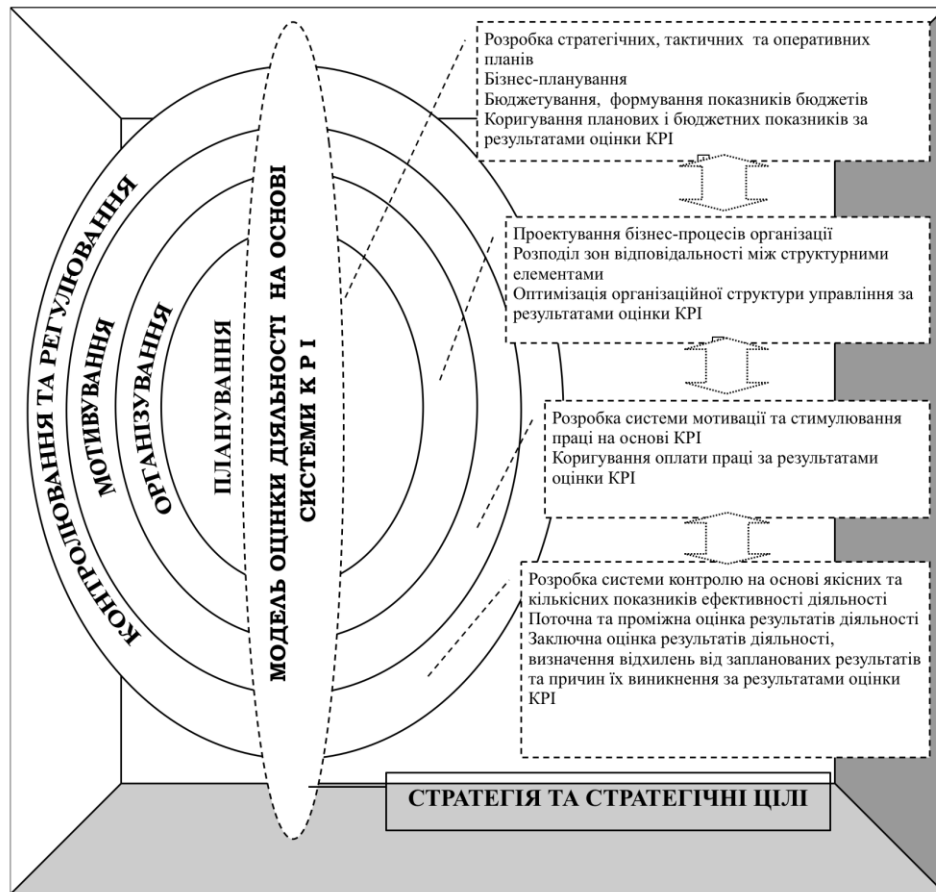 КОНТРОЛЮВАННЯ ТА РЕГУЛЮВАННЯ
МОТИВУВАННЯ
ОРГАНІЗУВАННЯ
ПЛАНУВАННЯ
МОДЕЛЬ ОЦІНКИ ДІЯЛЬНОСТІ НА ОСНОВІ
СИСТЕМИ К Р І
Розробка стратегічних, тактичних та оперативних
планів
Бізнес-планування
Бюджетування, формування показників бюджетів
Коригування планових і бюджетних показників за
результатами оцінки КРІ
Проектування бізнес-процесів організації
Розподіл зон відповідальності між структурними
елементами
Оптимізація організаційної структури управління за
результатами оцінки КРІ
Розробка системи мотивації та стимулювання
праці на основі КРІ
Коригування оплати праці за результатами
оцінки КРІ
Розробка системи контролю на основі якісних та
кількісних показників ефективності діяльності
Поточна та проміжна оцінка результатів діяльності
Заключна оцінка результатів діяльності,
визначення відхилень від запланованих результатів
та причин їх виникнення за результатами оцінки
КРІ
СТРАТЕГІЯ ТА СТРАТЕГІЧНІ ЦІЛІ